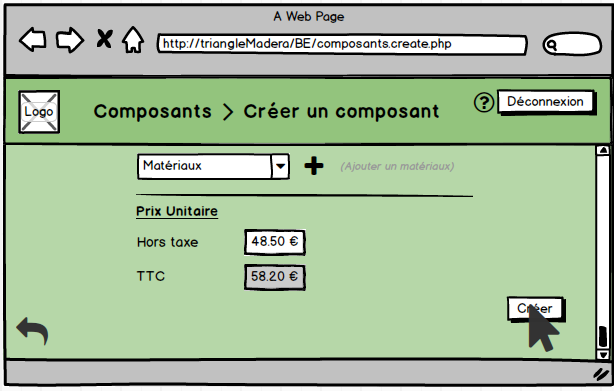 A Web Page
http://triangleMadera/BE/composants.create.php
Logo
Composants > Créer un composant
?
Déconnexion
Matériaux
(Ajouter un matériaux)
Prix Unitaire
Hors taxe 48.50 €
TTC 58.20 €
Créer